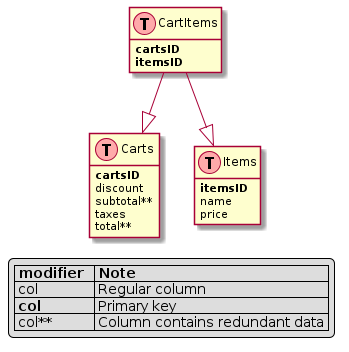 T CartItems
cartsID
itemsID
T Carts
cartsID
discount
subtotal**
taxes
total**
T Items
itemsID
name
price
modifier Note
col Regular column
col Primary key
col** Column contains redundant data